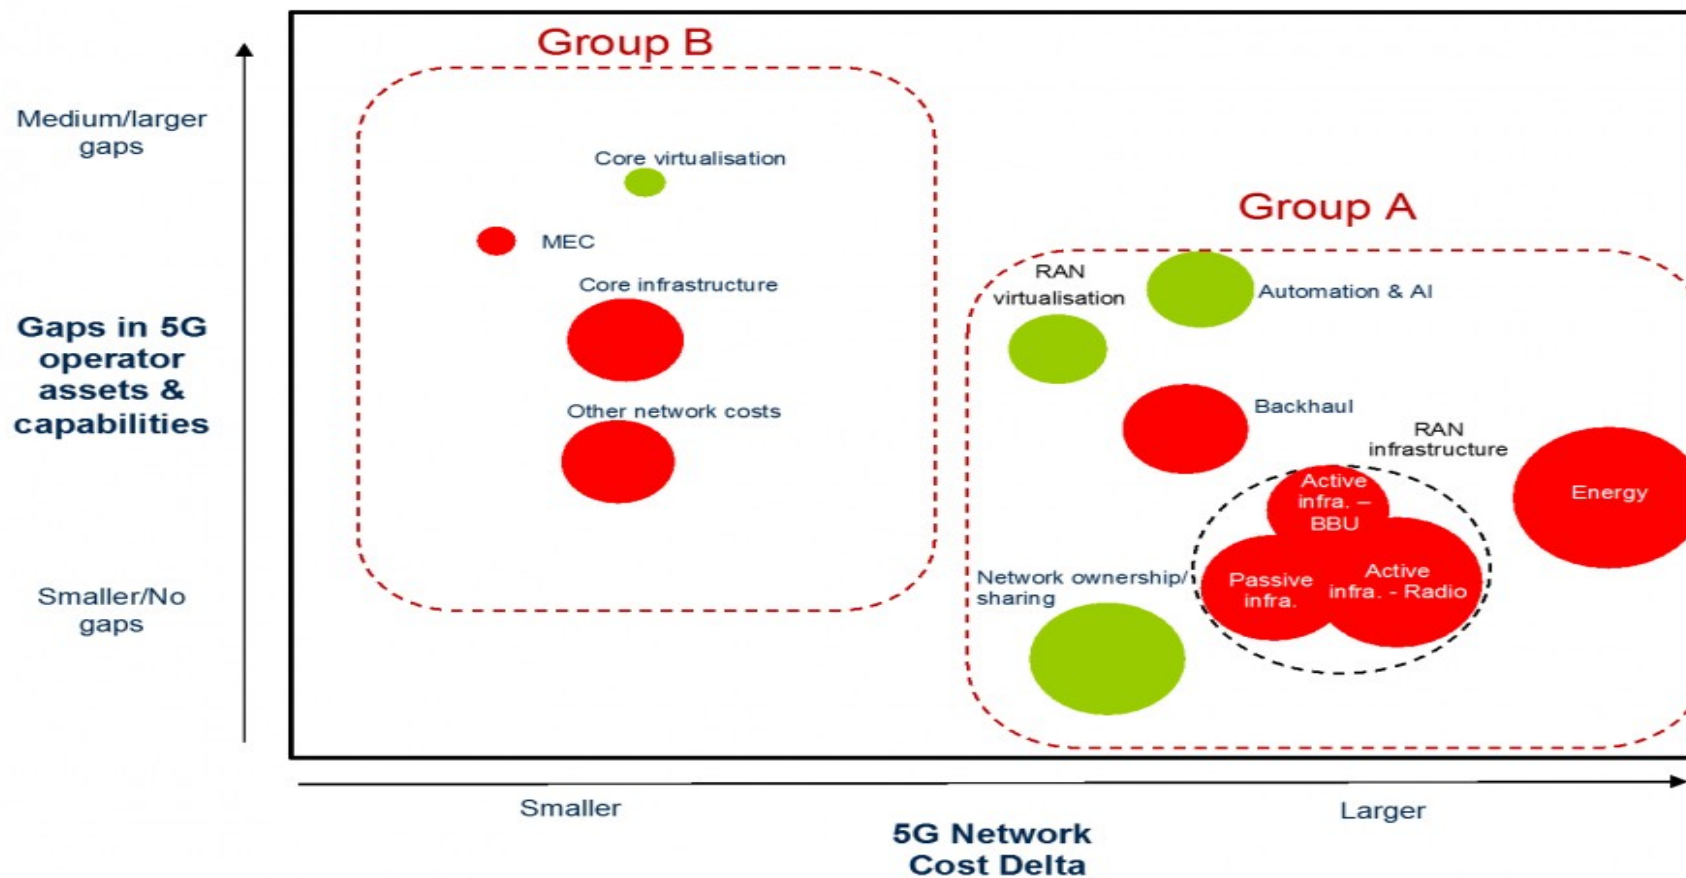 Group B
Medium/larger
gaps
Core virtualisation
MEC
Group A
Core infrastructure
RAN
virtualisation
Automation & AI
Gaps in 5G
operator
assets &
capabilities
Other network costs
Backhaul
RAN
infrastructure
Active
infra. –
BBU
Energy
Network ownership/
sharing
Passive
infra.
Active
infra. - Radio
Smaller/No
gaps
Smaller
Larger
5G Network
Cost Delta